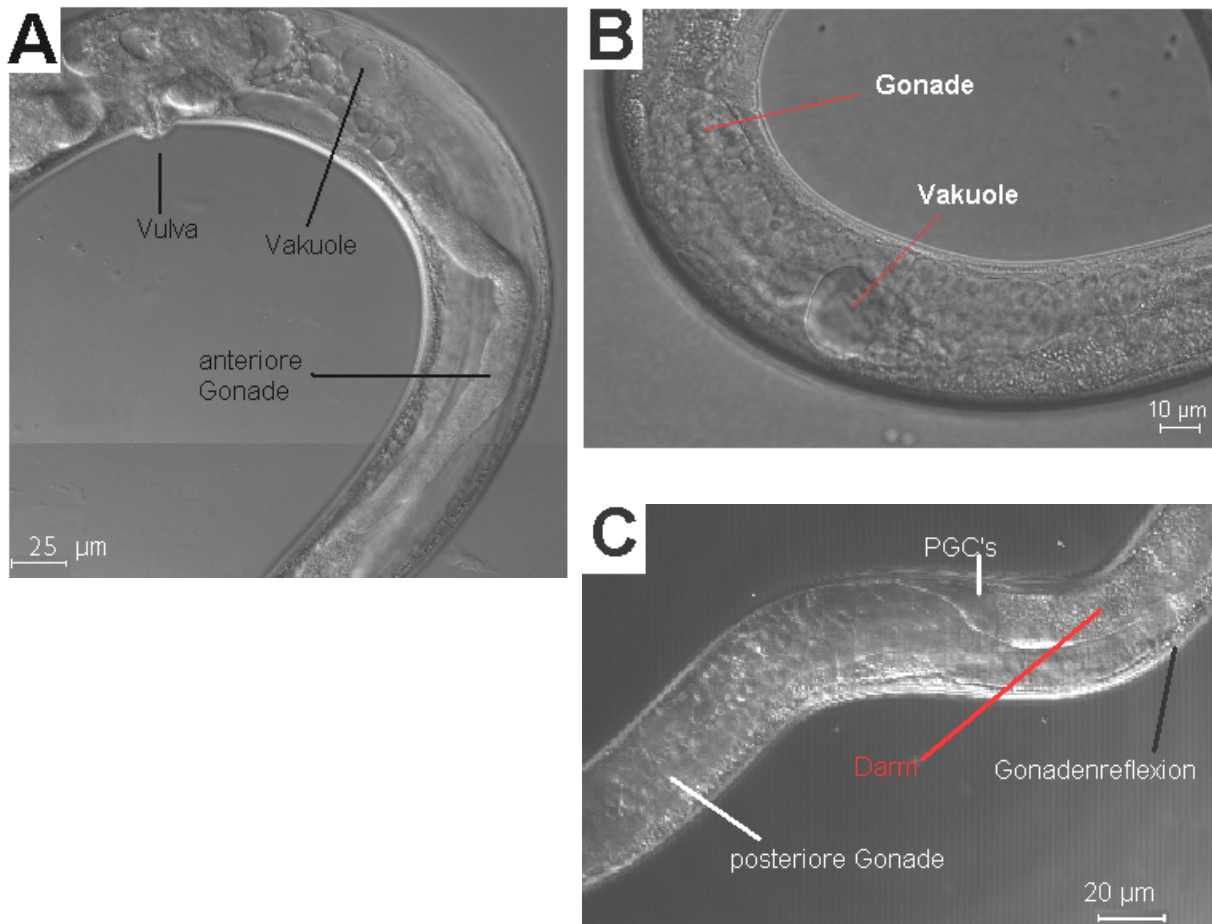 A
Vulva
Vakuole
anteriore
Gonade
25 µm
B
Gonade
Vakuole
10 µm
C
PGC's
Darm
Gonadenreflexion
posteriore Gonade
20 µm